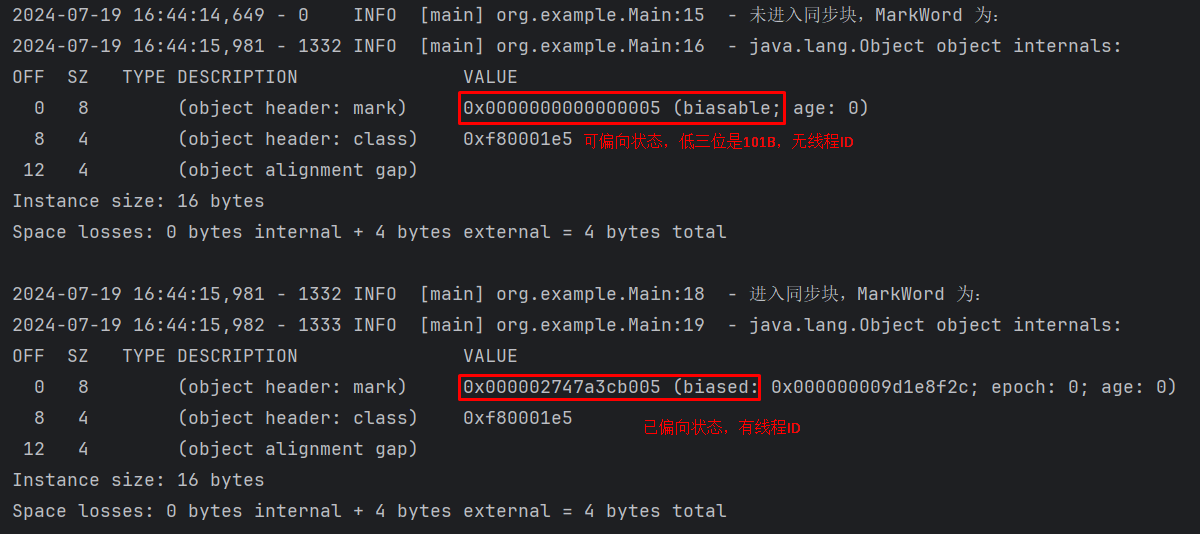 2024-07-19 16:44:14,649 - 0    INFO  [main] org.example.Main:15  - 未进入同步块，MarkWord 为：
2024-07-19 16:44:15,981 - 1332 INFO  [main] org.example.Main:16  - java.lang.Object object internals:
OFF  SZ   TYPE DESCRIPTION               VALUE
  0   8        (object header: mark)     0x0000000000000005 (biasable; age: 0)
  8   4        (object header: class)    0xf80001e5 可偏向状态，低三位是101B，无线程ID
 12   4        (object alignment gap)
Instance size: 16 bytes
Space losses: 0 bytes internal + 4 bytes external = 4 bytes total
2024-07-19 16:44:15,981 - 1332 INFO  [main] org.example.Main:18  - 进入同步块，MarkWord 为：
2024-07-19 16:44:15,982 - 1333 INFO  [main] org.example.Main:19  - java.lang.Object object internals:
OFF  SZ   TYPE DESCRIPTION               VALUE
  0   8        (object header: mark)     0x000002747a3cb005 (biased: 0x000000009d1e8f2c; epoch: 0; age: 0)
  8   4        (object header: class)    0xf80001e5 已偏向状态，有线程ID
 12   4        (object alignment gap)
Instance size: 16 bytes
Space losses: 0 bytes internal + 4 bytes external = 4 bytes total